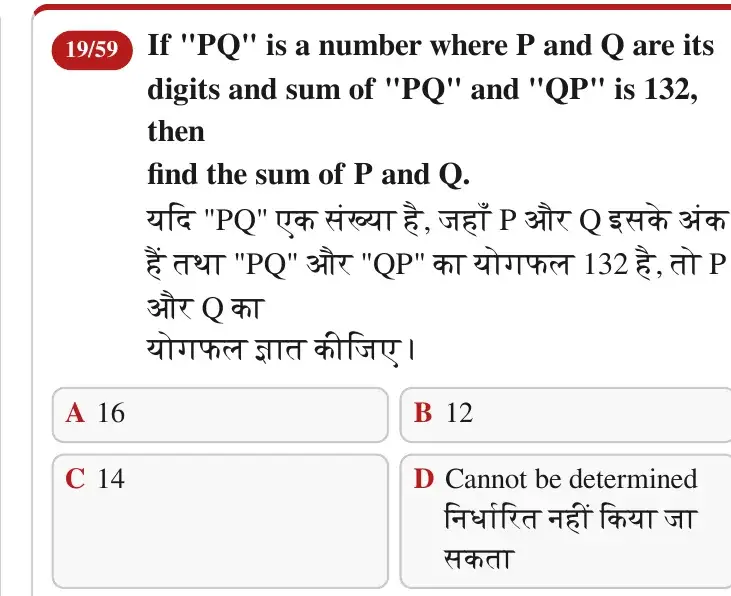 19/59 If ''PQ'' is a number where P and Q are its
digits and sum of ''PQ'' and ''QP'' is 132,
then
find the sum of P and Q.
यदि "PQ" एक संख्या है, जहाँ P और Q इसके अंक
हैं तथा "PQ" और "QP" का योगफल 132 है, तो P
और Q का
योगफल ज्ञात कीजिए।
A 16
B 12
C 14
D Cannot be determined
निर्धारित नहीं किया जा
सकता